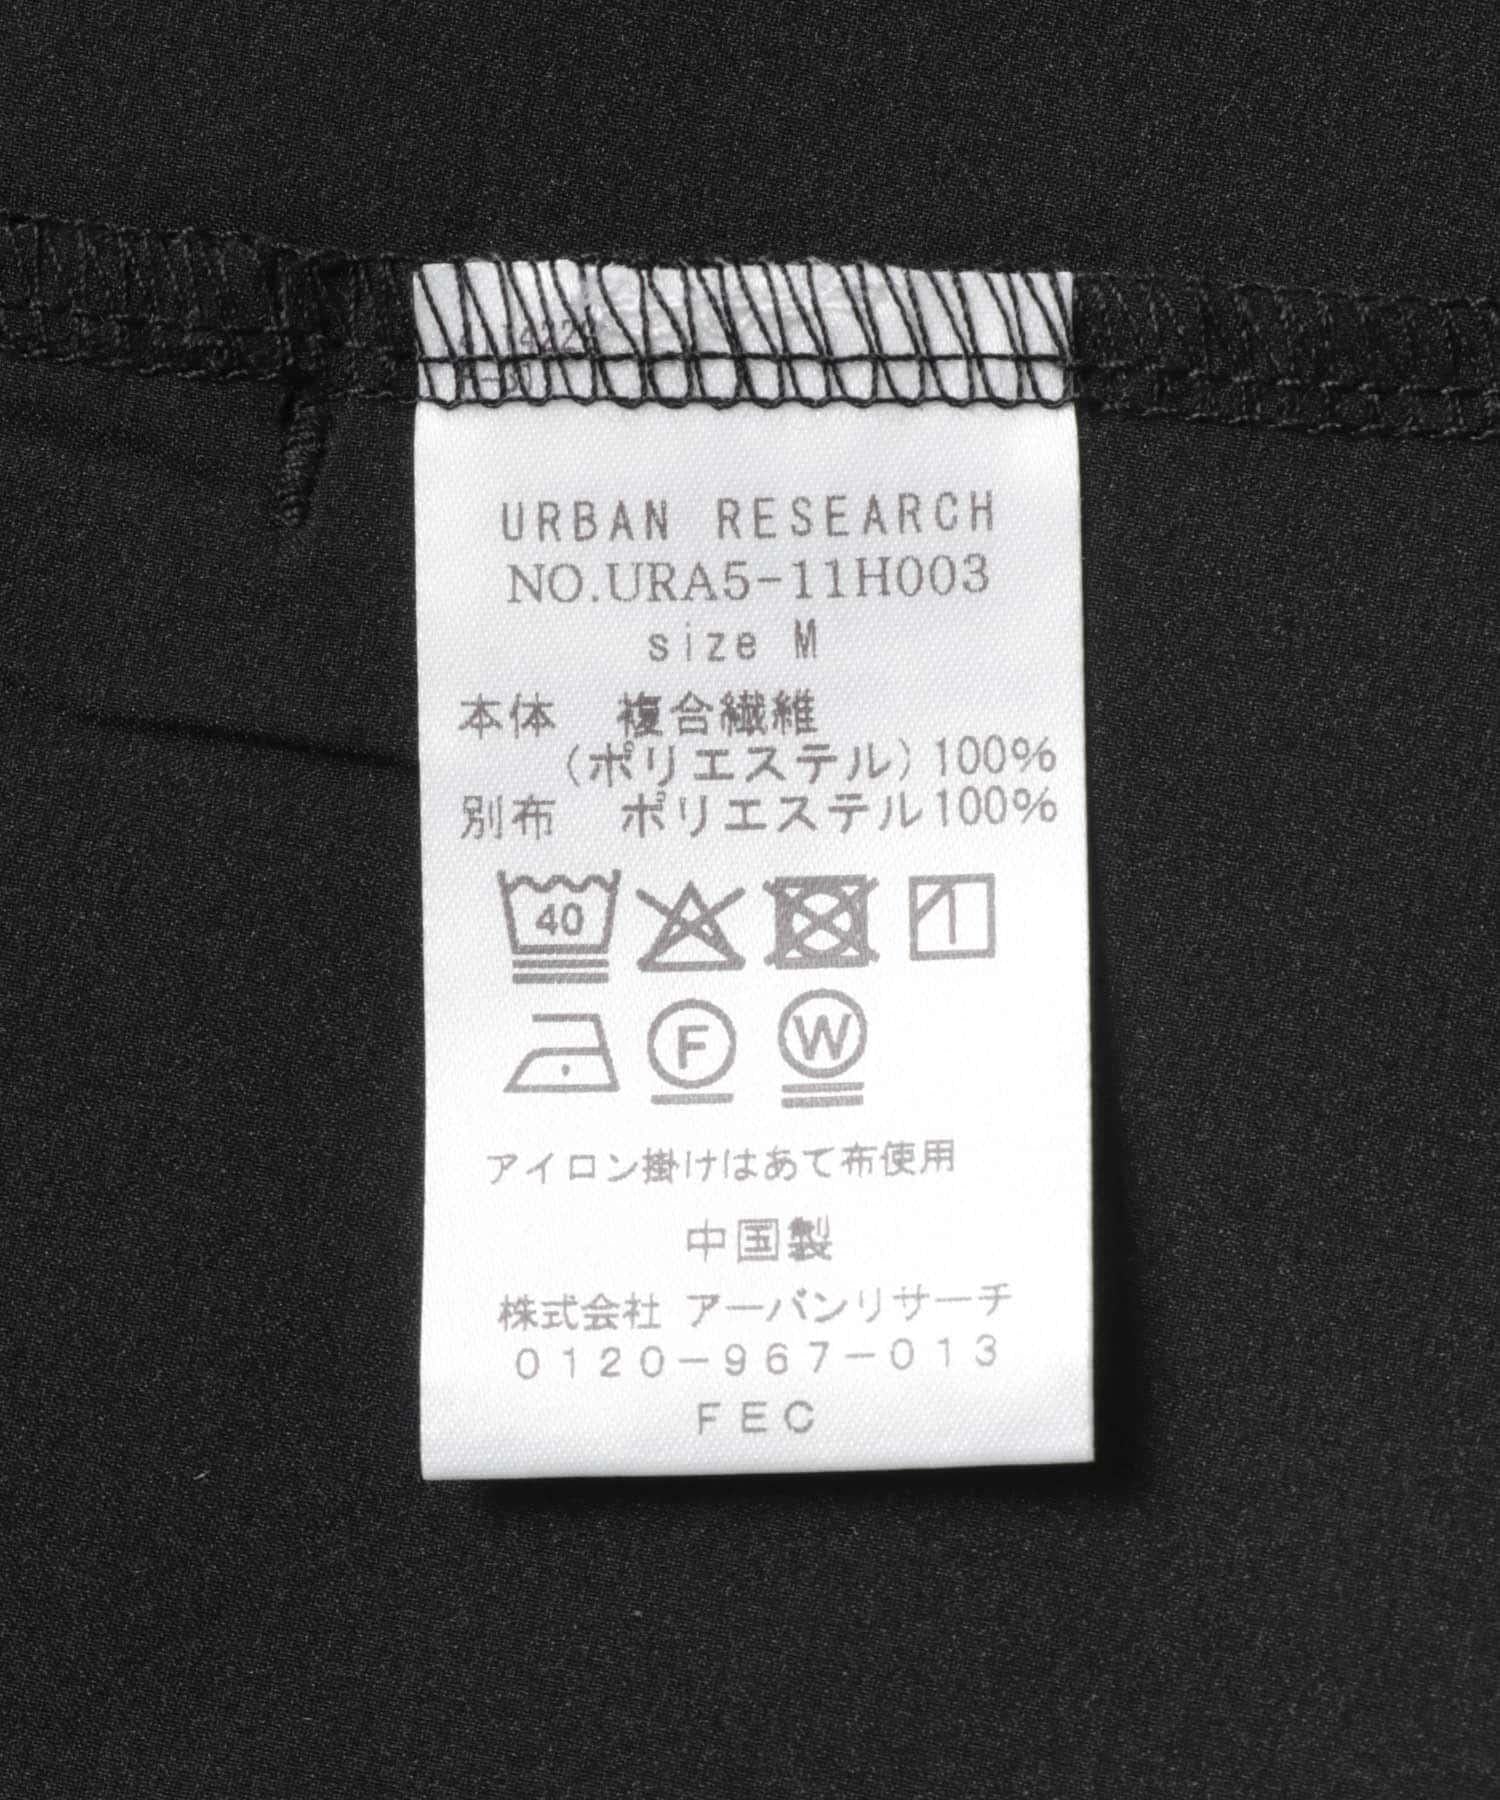 URBAN RESEARCH
NO.URA5-11H003
size M
本体 複合繊維
(ポリエステル)100%
別布 ポリエステル100%
40
F W
アイロン掛けはあて布使用
中国製
株式会社 アーバンリサーチ
0120-967-013
FEC